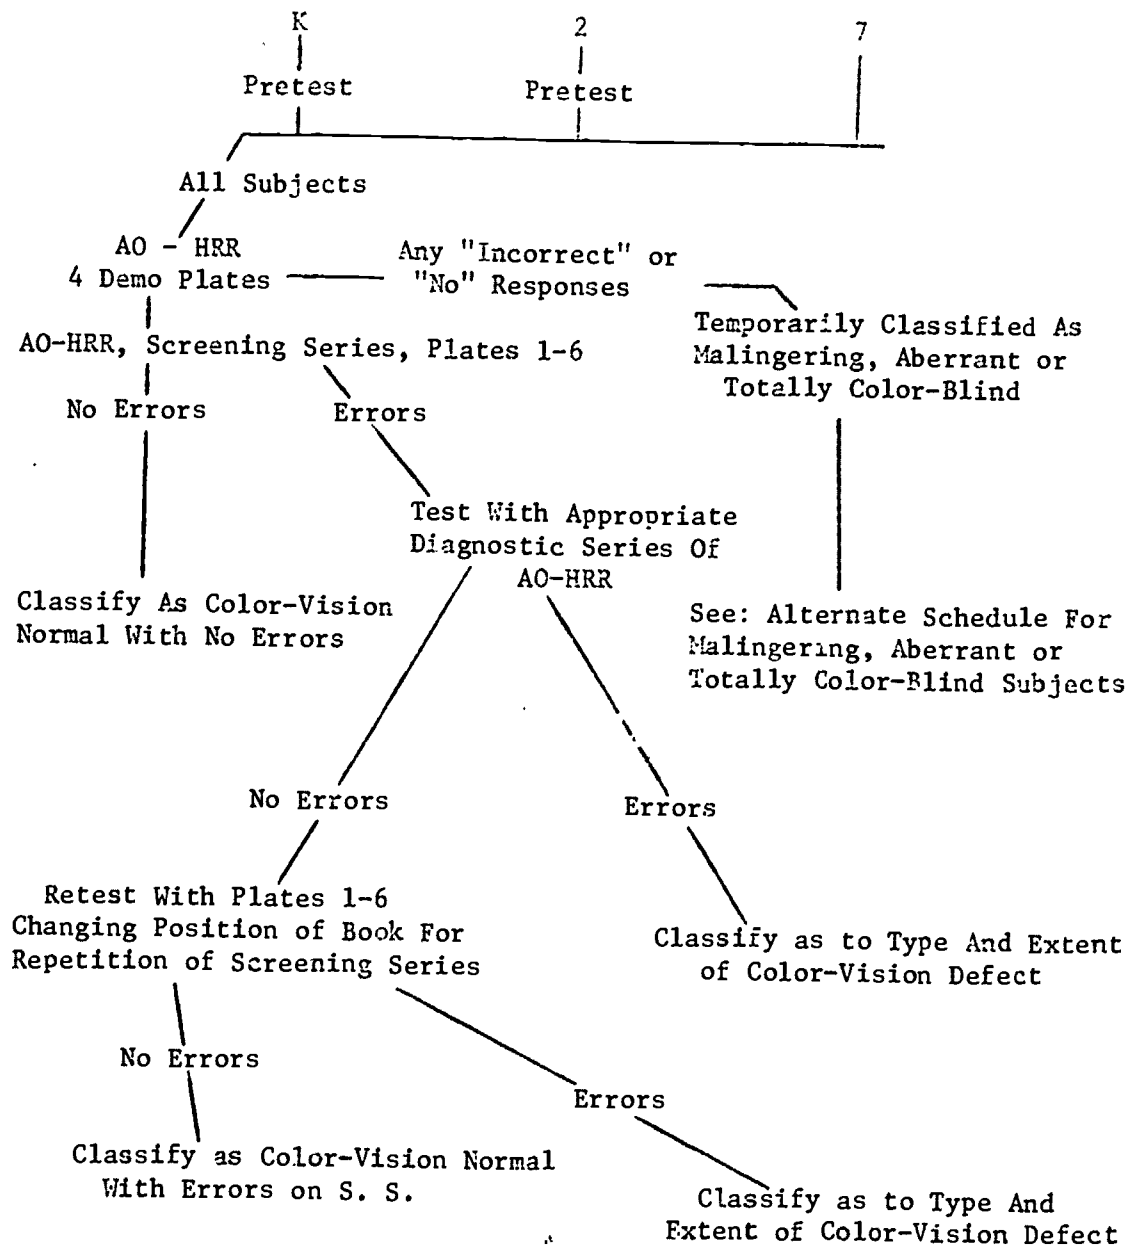 K
2
7
Pretest
Pretest
All Subjects
AO - HRR
4 Demo Plates
Any "Incorrect" or
"No" Responses
Temporarily Classified As
Malingering, Aberrant or
Totally Color-Blind
AO-HRR, Screening Series, Plates 1-6
No Errors
Errors
Test With Appropriate
Diagnostic Series Of
AO-HRR
Classify As Color-Vision
Normal With No Errors
See: Alternate Schedule For
Malingering, Aberrant or
Totally Color-Blind Subjects
No Errors
Errors
Retest With Plates 1-6
Changing Position of Book For
Repetition of Screening Series
Classify as to Type And Extent
of Color-Vision Defect
No Errors
Errors
Classify as Color-Vision Normal
With Errors on S. S.
Classify as to Type And
Extent of Color-Vision Defect